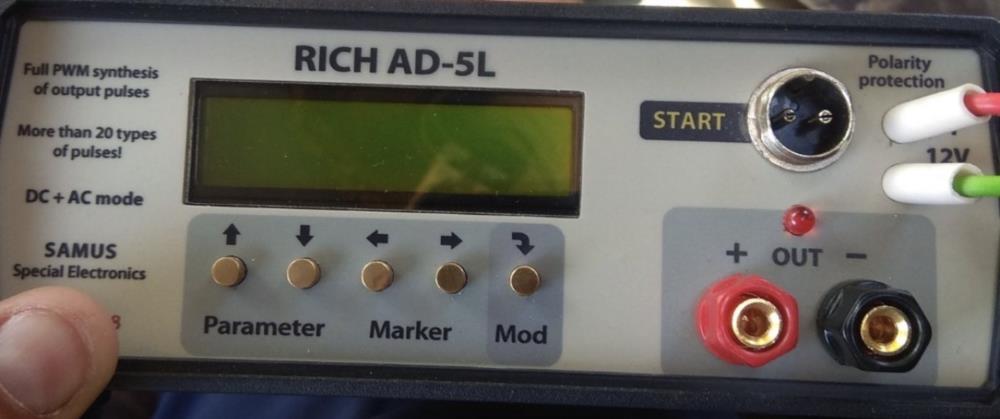 RICH AD-5L
Full PWM synthesis
of output pulses
More than 20 types
of pulses!
DC + AC mode
SAMUS
Special Electronics
8
START
Polarity
protection
12V
+ OUT −
Parameter
Marker
Mod